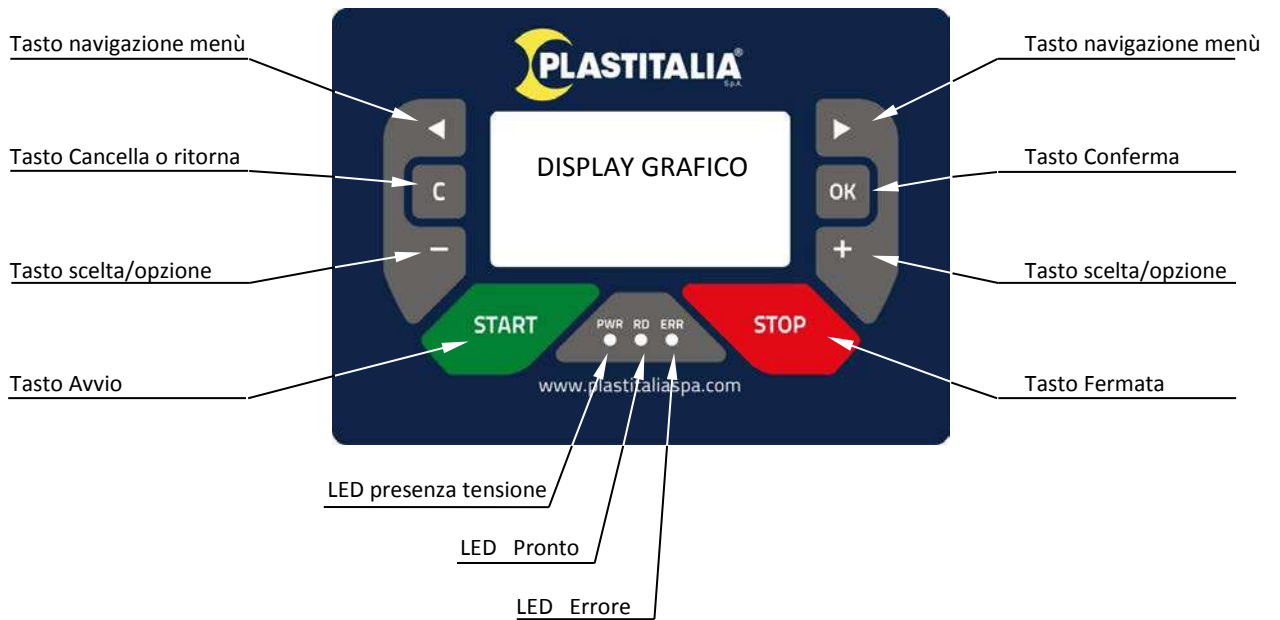 PLASTITALIA®
S.p.A.
Tasto navigazione menù
Tasto navigazione menù
Tasto Cancella o ritorna
C
DISPLAY GRAFICO
OK
Tasto Conferma
Tasto scelta/opzione
−
+
Tasto scelta/opzione
START
PWR RD ERR
STOP
Tasto Avvio
www.plastitaliaspa.com
Tasto Fermata
LED presenza tensione
LED Pronto
LED Errore